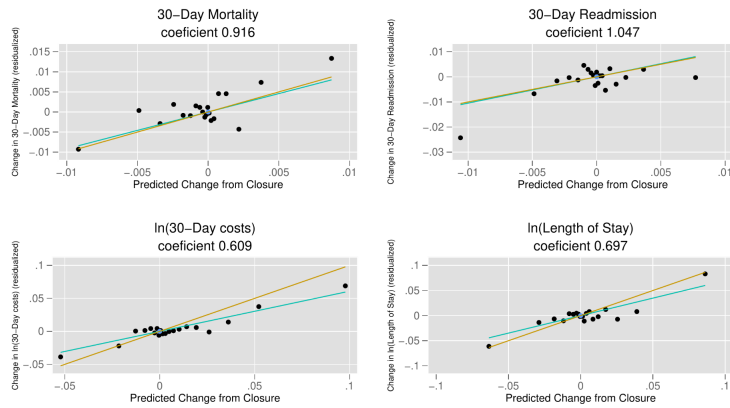 30−Day Mortality
coeficient 0.916
Change in 30−Day Mortality (residualized)
.015
.01
.005
0
−.005
−.01
−.01
−.005
0
.005
.01
Predicted Change from Closure
30−Day Readmission
coeficient 1.047
Change in 30−Day Readmission (residualized)
.01
0
−.01
−.02
−.03
−.01
−.005
0
.005
.01
Predicted Change from Closure
ln(30−Day costs)
coeficient 0.609
Change in ln(30−Day costs) (residualized)
.1
.05
0
−.05
−.05
0
.05
.1
Predicted Change from Closure
ln(Length of Stay)
coeficient 0.697
Change in ln(Length of Stay) (residualized)
.1
.05
0
−.05
−.1
−.1
−.05
0
.05
.1
Predicted Change from Closure